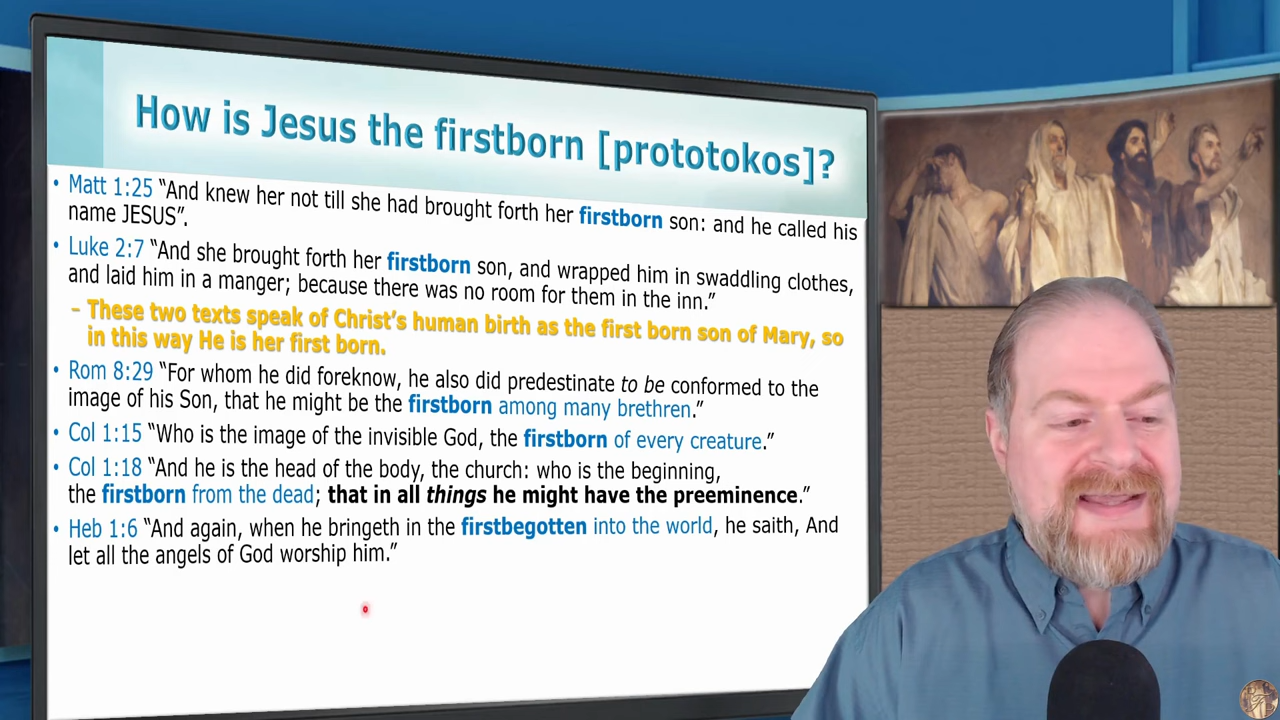 How is Jesus the firstborn [prototokos]?
• Matt 1:25 “And knew her not till she had brought forth her firstborn son: and he called his
name JESUS”.
• Luke 2:7 “And she brought forth her firstborn son, and wrapped him in swaddling clothes,
and laid him in a manger; because there was no room for them in the inn.”
– These two texts speak of Christ’s human birth as the first born son of Mary, so
in this way He is her first born.
• Rom 8:29 “For whom he did foreknow, he also did predestinate to be conformed to the
image of his Son, that he might be the firstborn among many brethren.”
• Col 1:15 “Who is the image of the invisible God, the firstborn of every creature.”
• Col 1:18 “And he is the head of the body, the church: who is the beginning,
the firstborn from the dead; that in all things he might have the preeminence.”
• Heb 1:6 “And again, when he bringeth in the firstbegotten into the world, he saith, And
let all the angels of God worship him.”